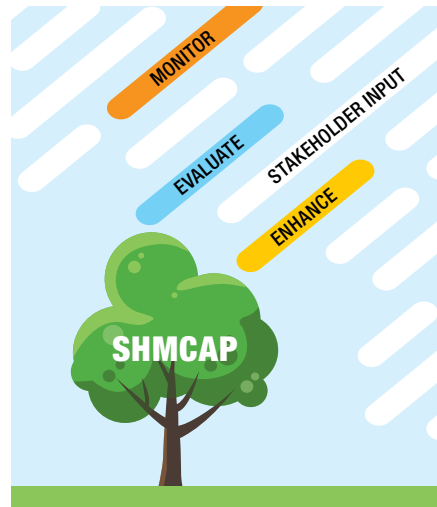 MONITOR
EVALUATE
STAKEHOLDER INPUT
ENHANCE
SHMCAP